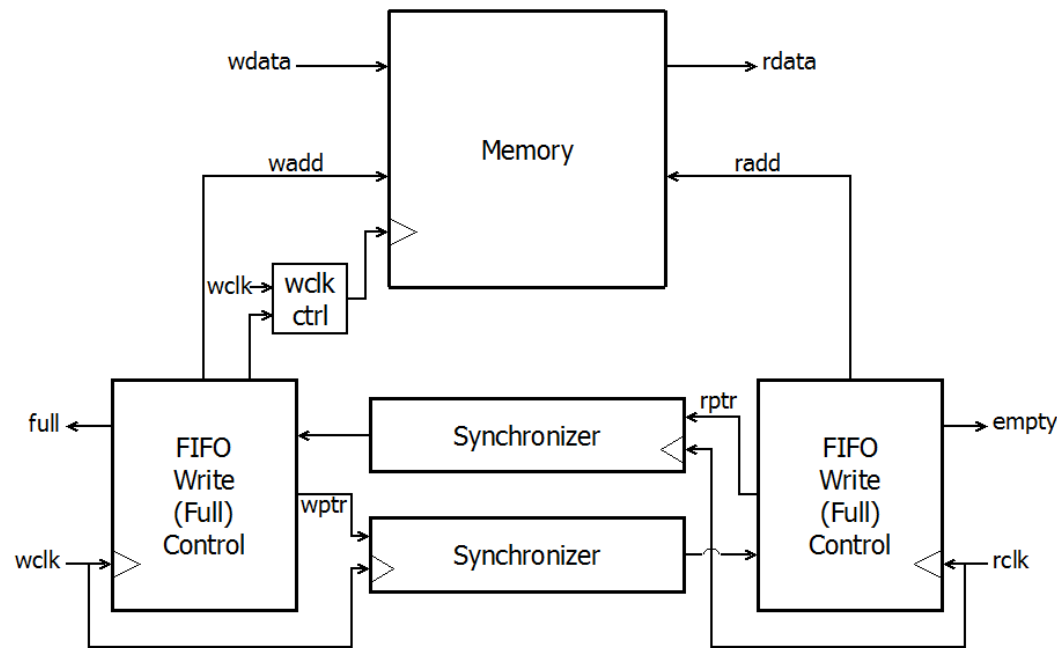 wdata
rdata
Memory
wadd
radd
wclk
wclk
ctrl
full
FIFO
Write
(Full)
Control
wptr
Synchronizer
rptr
Synchronizer
FIFO
Write
(Full)
Control
empty
wclk
rclk